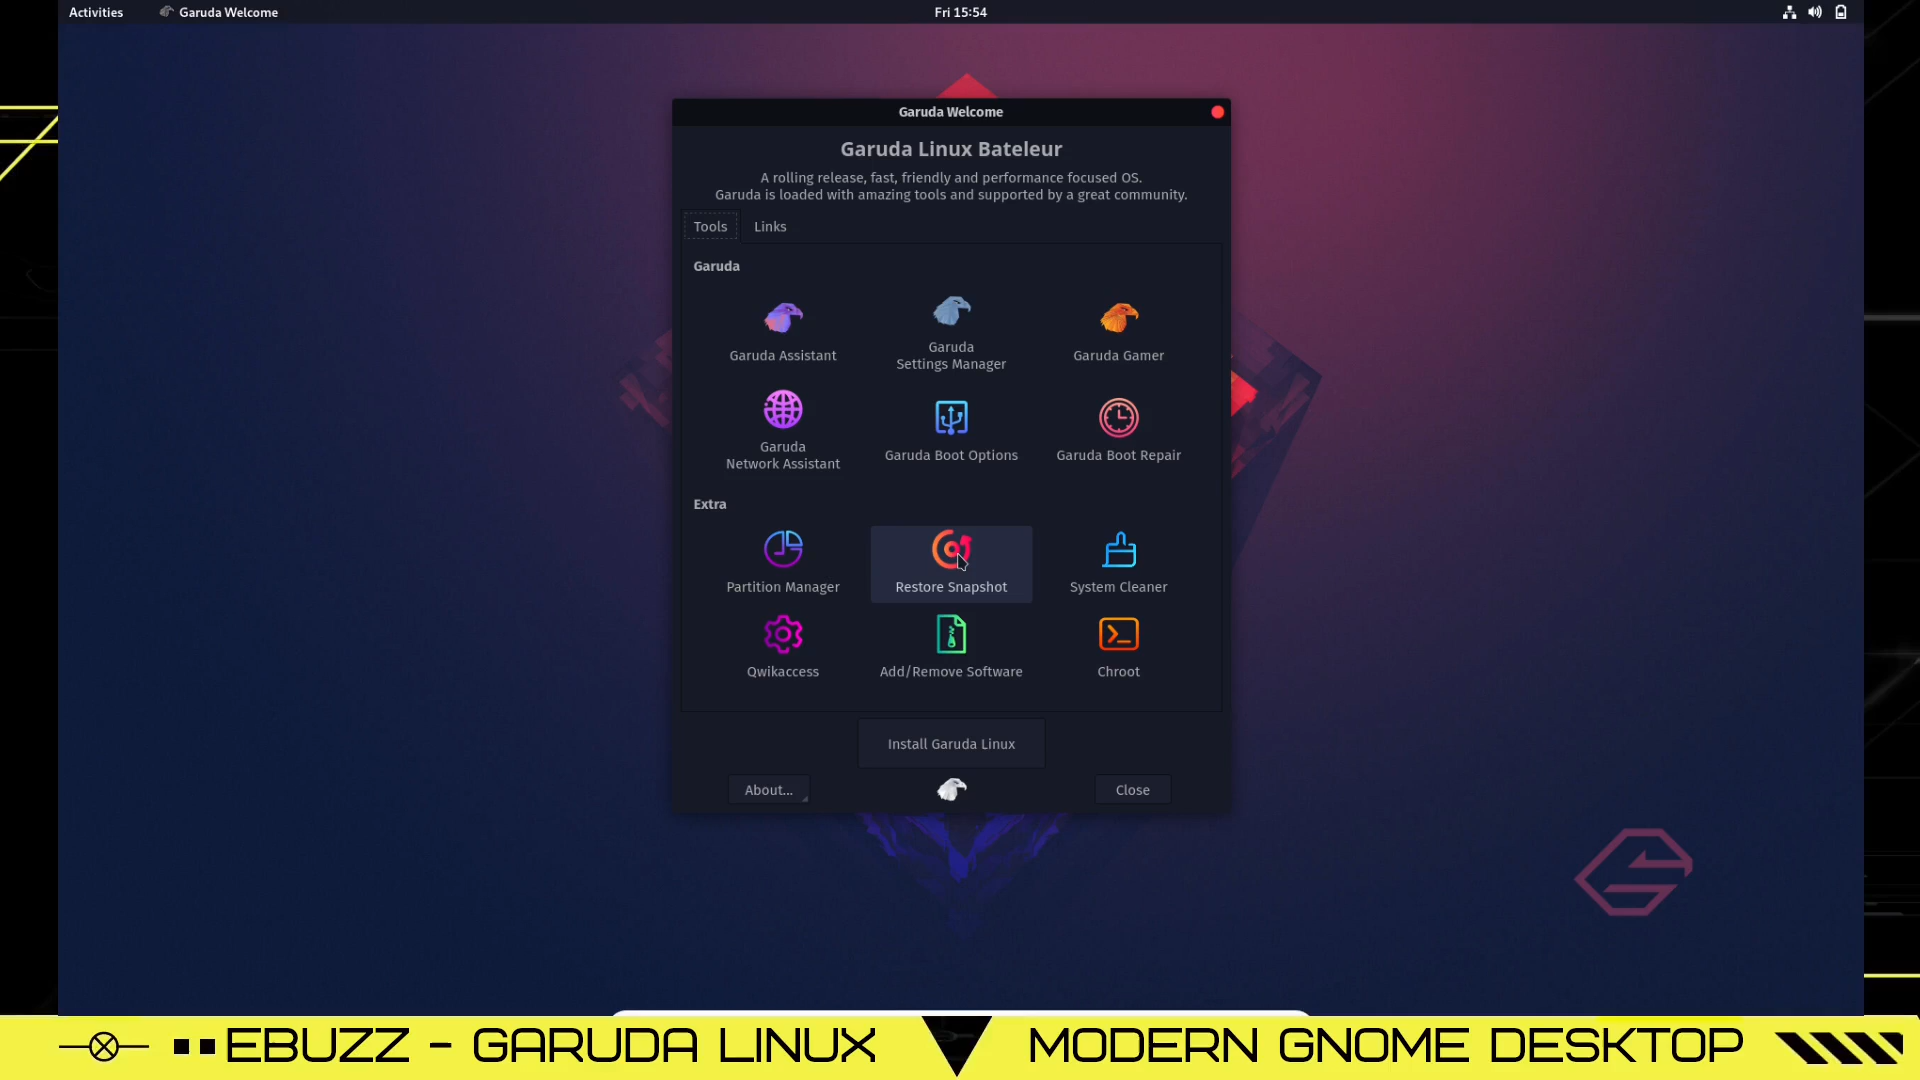 Activities
Garuda Welcome
Fri 15:54
Garuda Welcome
Garuda Linux Bateleur
A rolling release, fast, friendly and performance focused OS.
Garuda is loaded with amazing tools and supported by a great community.
Tools
Links
Garuda
Garuda Assistant
Garuda
Settings Manager
Garuda Gamer
Garuda
Network Assistant
Garuda Boot Options
Garuda Boot Repair
Extra
Partition Manager
Restore Snapshot
System Cleaner
Qwikaccess
Add/Remove Software
Chroot
Install Garuda Linux
About...
Close
EBUZZ - GARUDA LINUX
MODERN GNOME DESKTOP